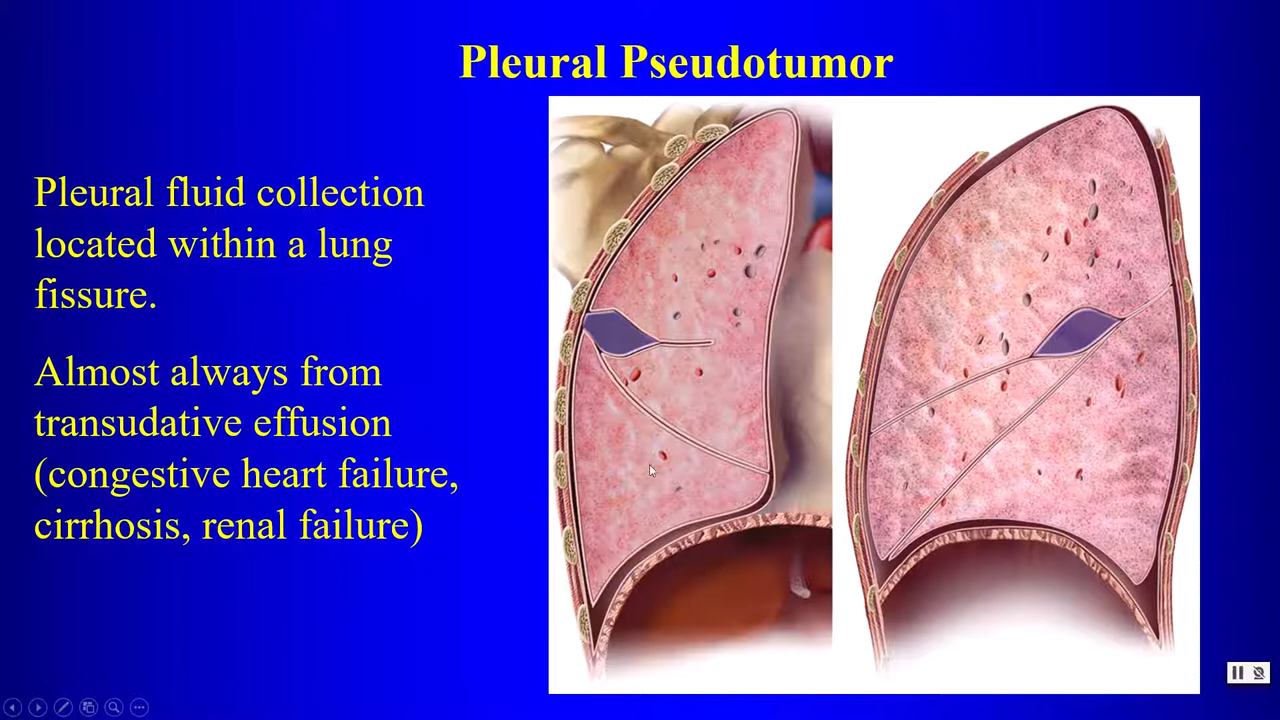 Pleural Pseudotumor
Pleural fluid collection
located within a lung
fissure.
Almost always from
transudative effusion
(congestive heart failure,
cirrhosis, renal failure)